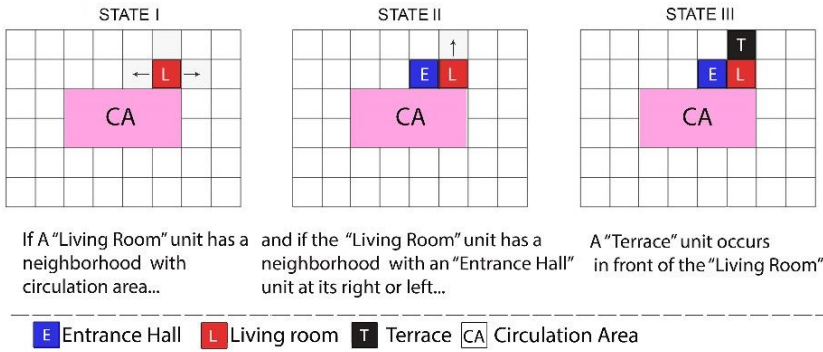 STATE I
STATE II
STATE III
L
CA
E L
CA
T
E L
CA
If A “Living Room” unit has a
neighborhood with
circulation area...
and if the “Living Room” unit has a
neighborhood with an “Entrance Hall”
unit at its right or left...
A “Terrace” unit occurs
in front of the “Living Room”
E Entrance Hall L Living room T Terrace CA Circulation Area